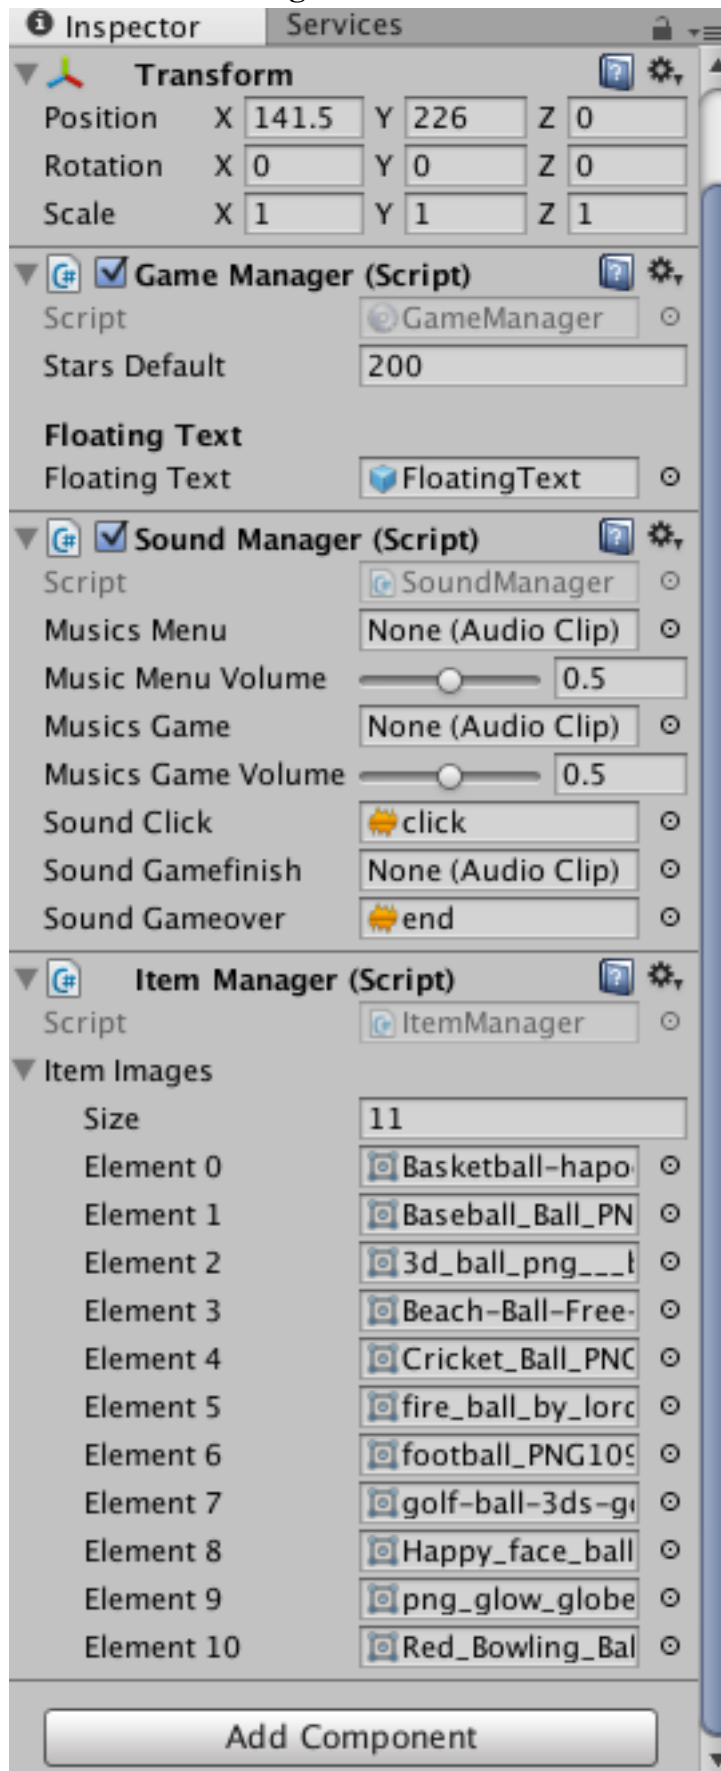 Inspector Services
Transform
Position X 141.5 Y 226 Z 0
Rotation X 0 Y 0 Z 0
Scale X 1 Y 1 Z 1
Game Manager (Script)
Script GameManager
Stars Default 200
Floating Text
Floating Text FloatingText
Sound Manager (Script)
Script SoundManager
Musics Menu None (Audio Clip)
Music Menu Volume 0.5
Musics Game None (Audio Clip)
Musics Game Volume 0.5
Sound Click click
Sound Gamefinish None (Audio Clip)
Sound Gameover end
Item Manager (Script)
Script ItemManager
Item Images
Size 11
Element 0 Basketball-hapo
Element 1 Baseball_Ball_PN
Element 2 3d_ball_png___
Element 3 Beach-Ball-Free-
Element 4 Cricket_Ball_PN
Element 5 fire_ball_by_lor
Element 6 football_PNG10
Element 7 golf-ball-3ds-g
Element 8 Happy_face_ball
Element 9 png_glow_globe
Element 10 Red_Bowling_Bal
Add Component